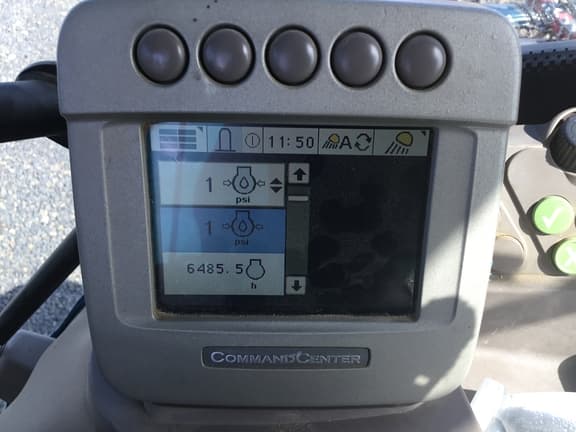 11:50
A
1
psi
1
psi
6485.5
h
COMMANDCENTER